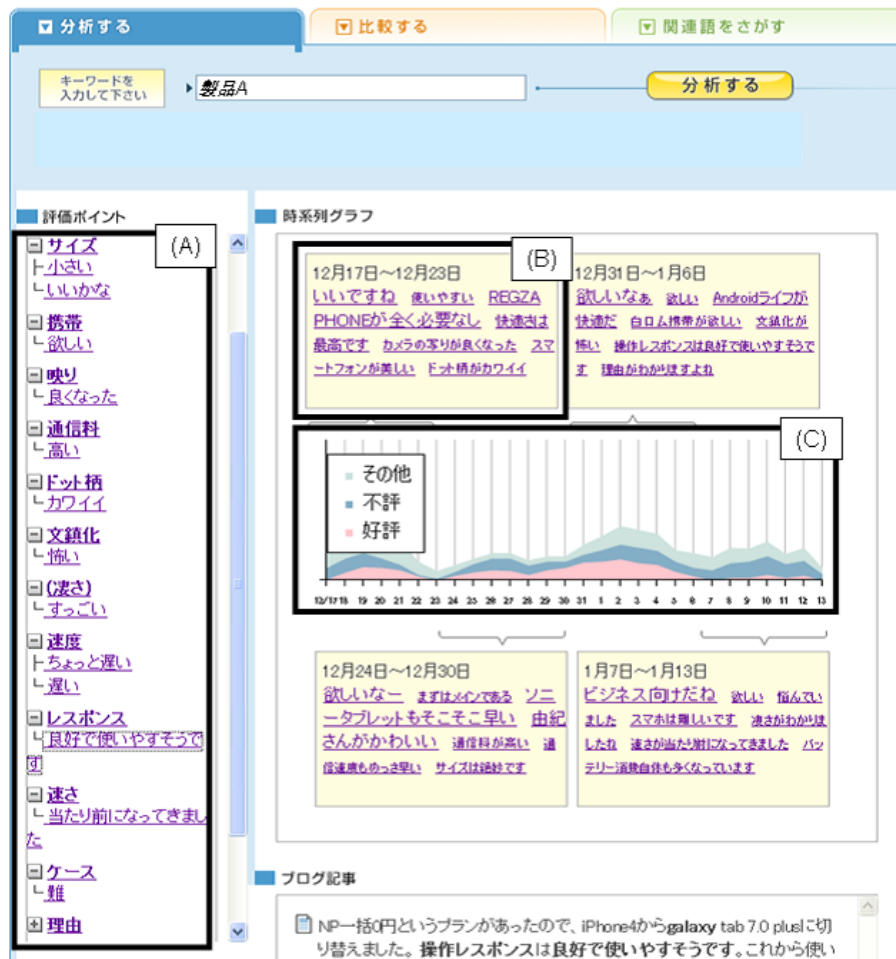 分析する
比較する
関連語をさがす
キーワードを
入力して下さい
製品A
分析する
評価ポイント
(A)
サイズ
小さい
いいかな
携帯
欲しい
映り
良くなった
通信料
高い
ドット柄
カワイイ
文鎮化
怖い
(凄さ)
すっごい
速度
ちょっと遅い
遅い
レスポンス
良好で使いやすそうで
す
速さ
当たり前になってきまし
た
ケース
難
理由
時系列グラフ
(B)
12月17日～12月23日
いいですね 使いやすい REGZA
PHONEが全く必要なし 快適さは
最高です カメラの写りが良くなった スマ
ートフォンが美しい ドット柄がカワイイ
12月31日～1月6日
欲しいなぁ 欲しい Androidライフが
快適だ 白ロム携帯が欲しい 文鎮化が
怖い 操作レスポンスは良好で使いやすそうで
す 理由がわかりますよね
(C)
その他
不評
好評
12/17 18 19 20 21 22 23 24 25 26 27 28 29 30 31 1 2 3 4 5 6 7 8 9 10 11 12 13
12月24日～12月30日
欲しいなー まずはメインである ソニ
ータブレットもそこそこ早い 由紀
さんがかわいい 通信料が高い 通
信速度もめっさ早い サイズは絶妙です
1月7日～1月13日
ビジネス向けだね 欲しい 悩んでい
ました スマホは難しいです 凄さがわかりま
したね 速さが当たり前になってきました バッ
テリー消費自体も多くなっています
ブログ記事
NP一括0円というプランがあったので、iPhone4からgalaxy tab 7.0 plusに切
り替えました。操作レスポンスは良好で使いやすそうです。これから使い